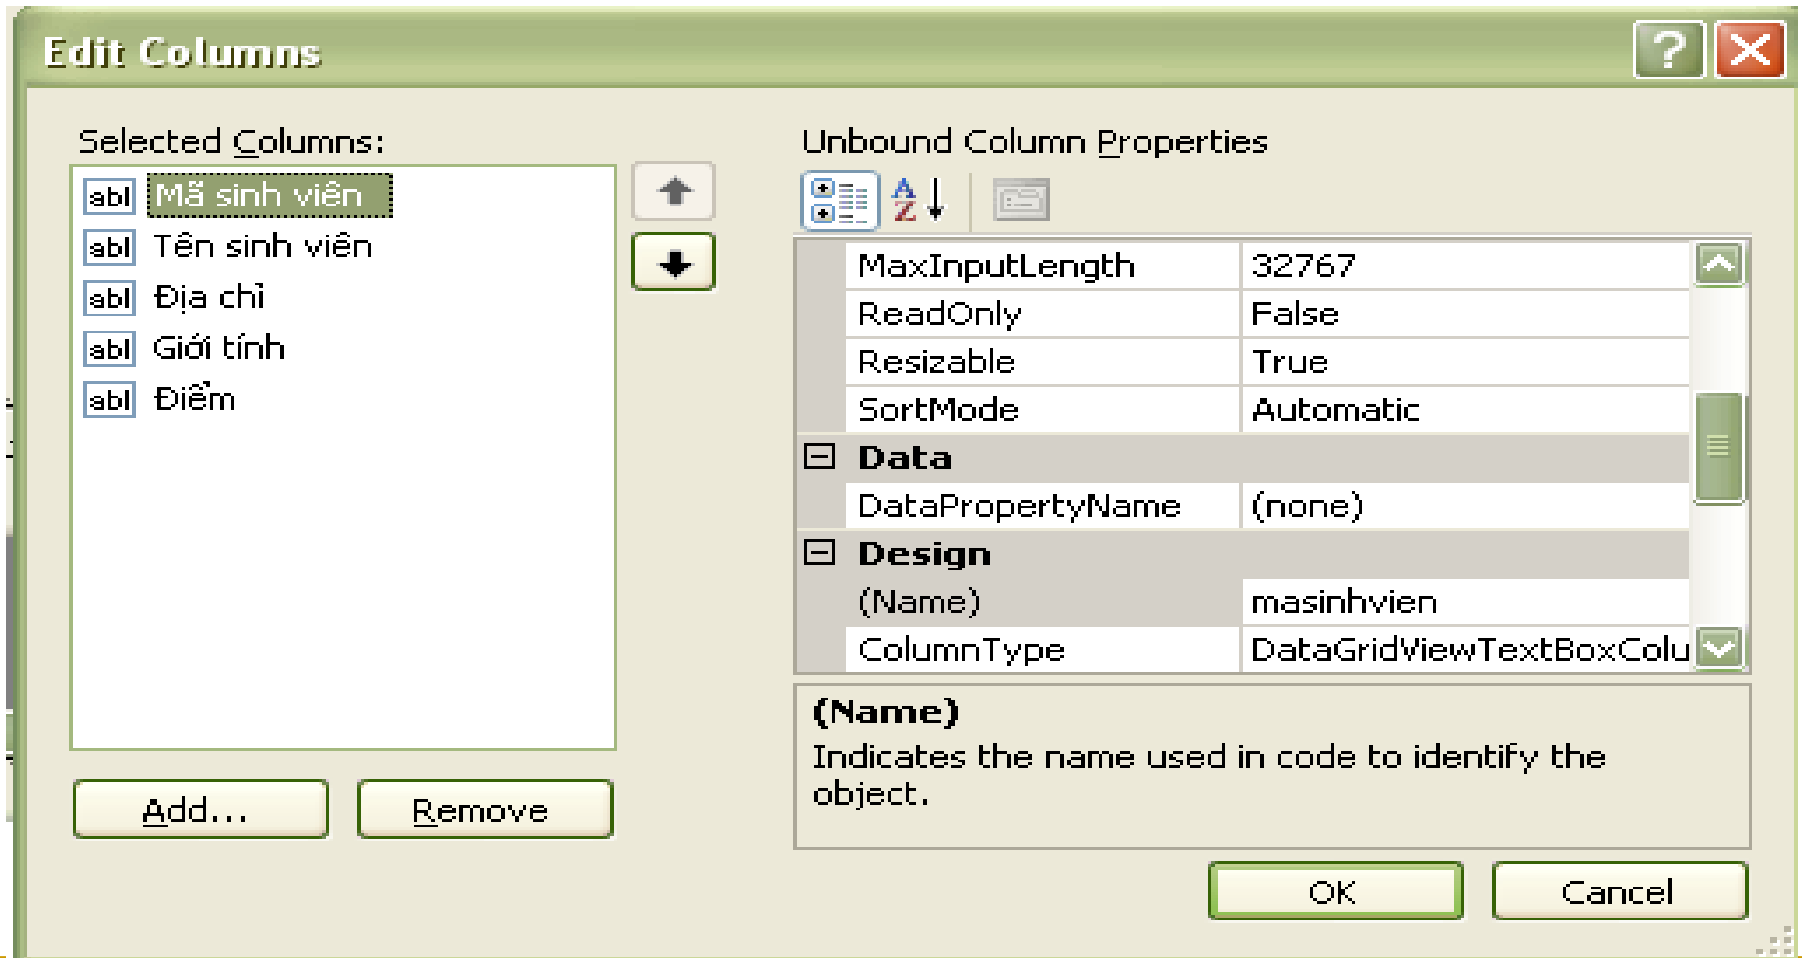 Edit Columns
?
Selected Columns:
abl Mã sinh viên
abl Tên sinh viên
abl Địa chỉ
abl Giới tính
abl Điểm
Add...
Remove
Unbound Column Properties
A
Z
MaxInputLength 32767
ReadOnly False
Resizable True
SortMode Automatic
Data
DataPropertyName (none)
Design
(Name) masinhvien
ColumnType DataGridViewTextBoxColu
(Name)
Indicates the name used in code to identify the
object.
OK
Cancel